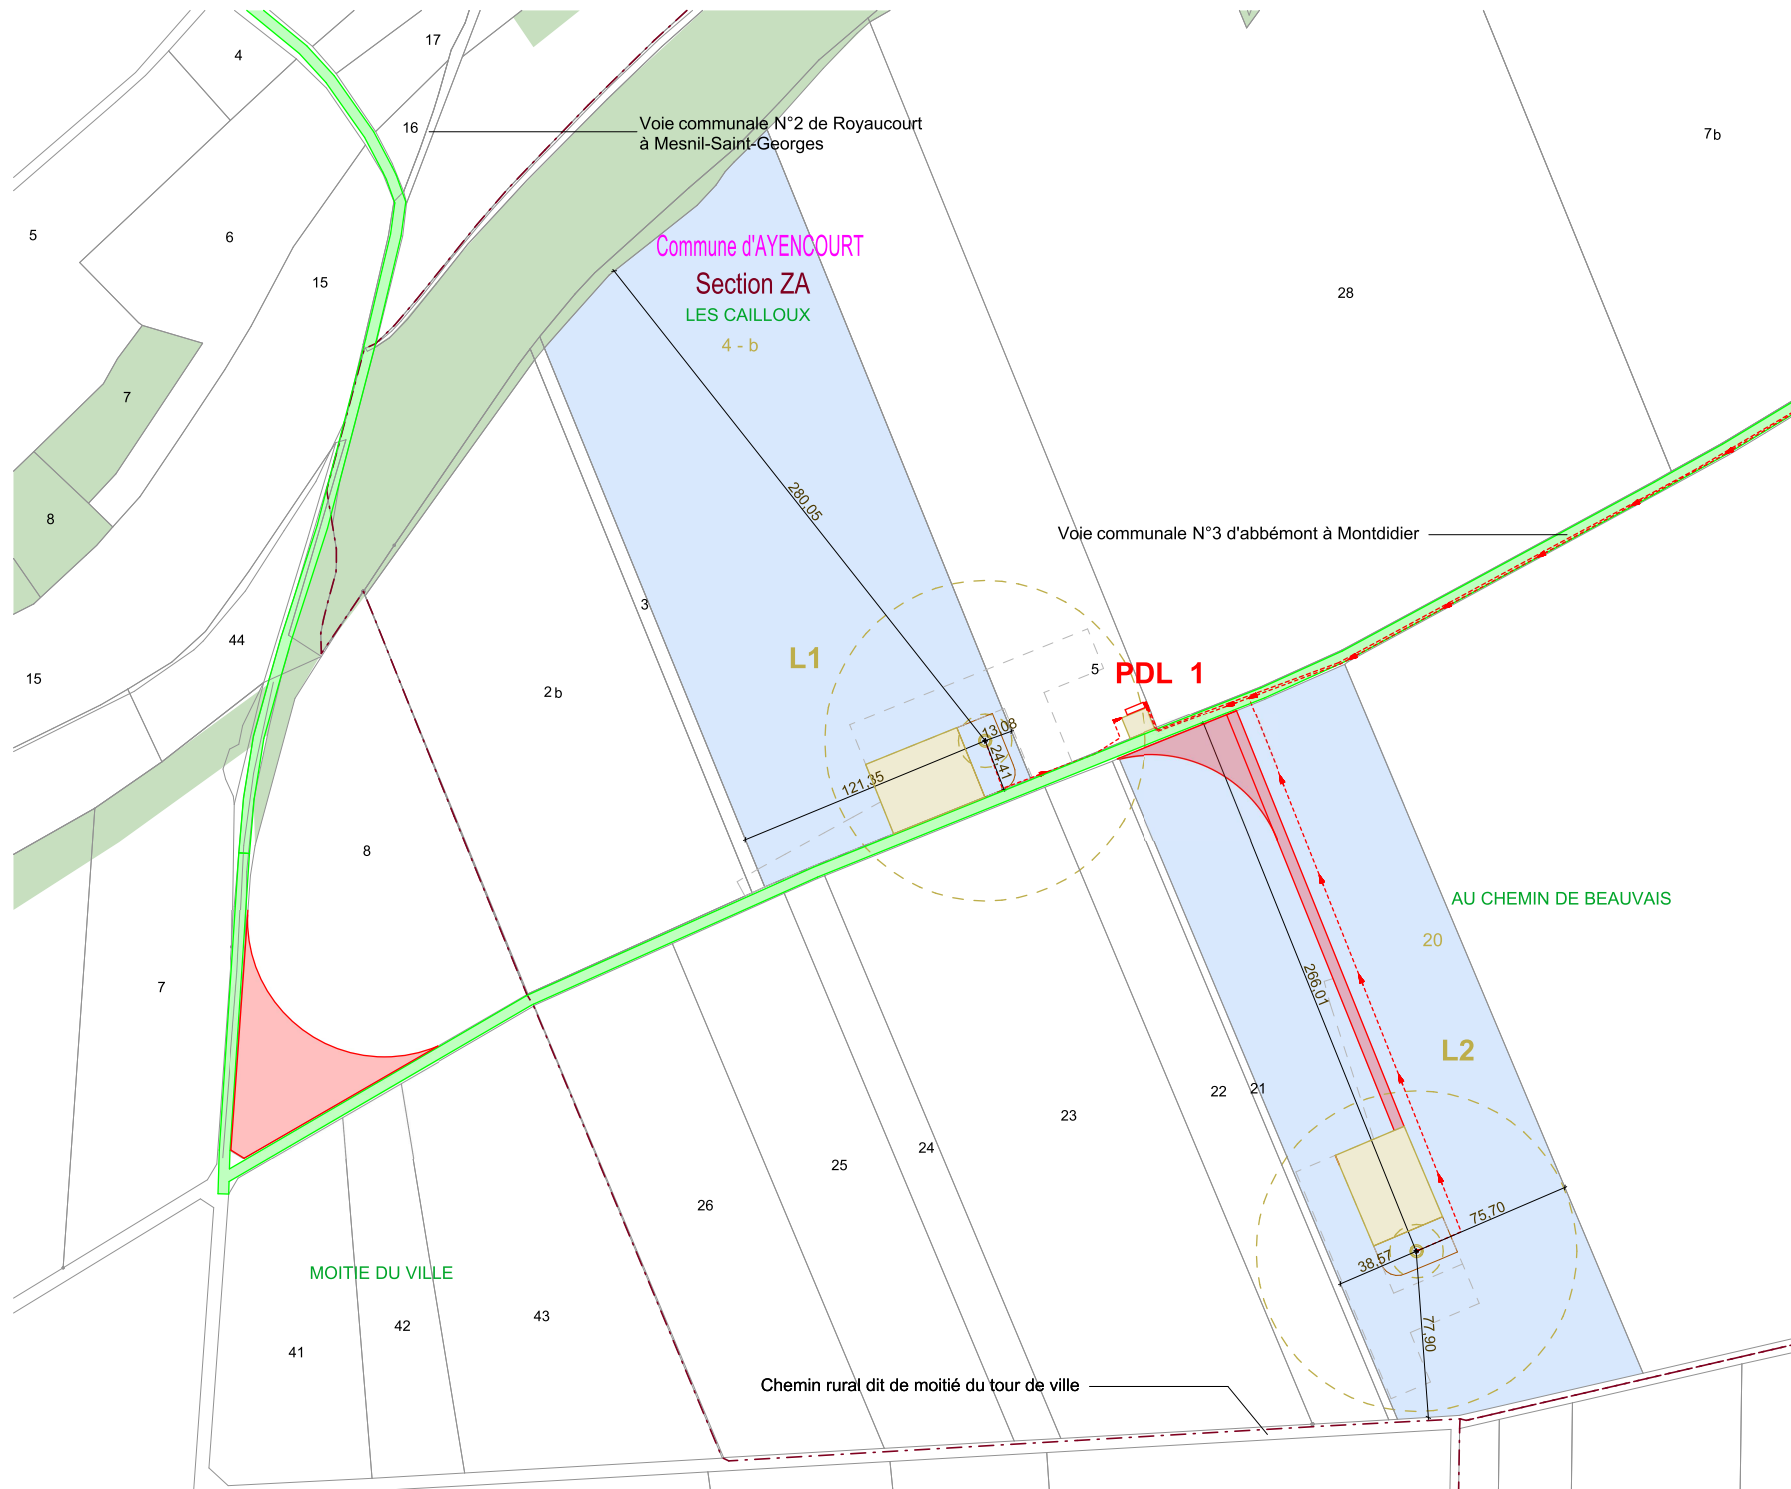 17
4
16
Voie communale N°2 de Royaucourt
à Mesnil-Saint-Georges
7 b
5
6
Commune d'AYENCOURT
15
Section ZA
28
LES CAILLOUX
4 - b
7
280,05
8
Voie communale N°3 d'abbémont à Montdidier
3
44
L1
5
PDL 1
15
2 b
13,08
24,41
121,35
8
AU CHEMIN DE BEAUVAIS
20
7
266,01
L2
22
21
23
24
25
26
75,70
38,57
MOITIE DU VILLE
43
42
77,90
41
Chemin rural dit de moitié du tour de ville